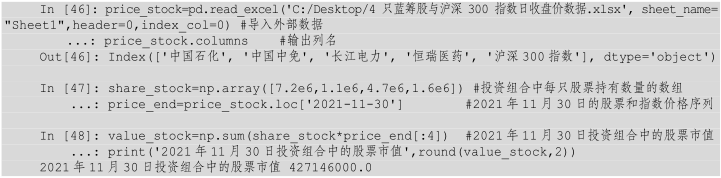 In [46]: price_stock=pd.read_excel('C:/Desktop/4 只蓝筹股与沪深 300 指数日收盘价数据.xlsx', sheet_name=
"Sheet1",header=0,index_col=0) #导入外部数据
...: price_stock.columns #输出列名
Out[46]: Index(['中国石化', '中国中免', '长江电力', '恒瑞医药', '沪深 300 指数'], dtype='object')
In [47]: share_stock=np.array([7.2e6,1.1e6,4.7e6,1.6e6]) #投资组合中每只股票持有数量的数组
...: price_end=price_stock.loc['2021-11-30'] #2021 年 11 月 30 日的股票和指数价格序列
In [48]: value_stock=np.sum(share_stock*price_end[:4]) #2021 年 11 月 30 日投资组合中的股票市值
...: print('2021 年 11 月 30 日投资组合中的股票市值',round(value_stock,2))
2021 年 11 月 30 日投资组合中的股票市值 427146000.0